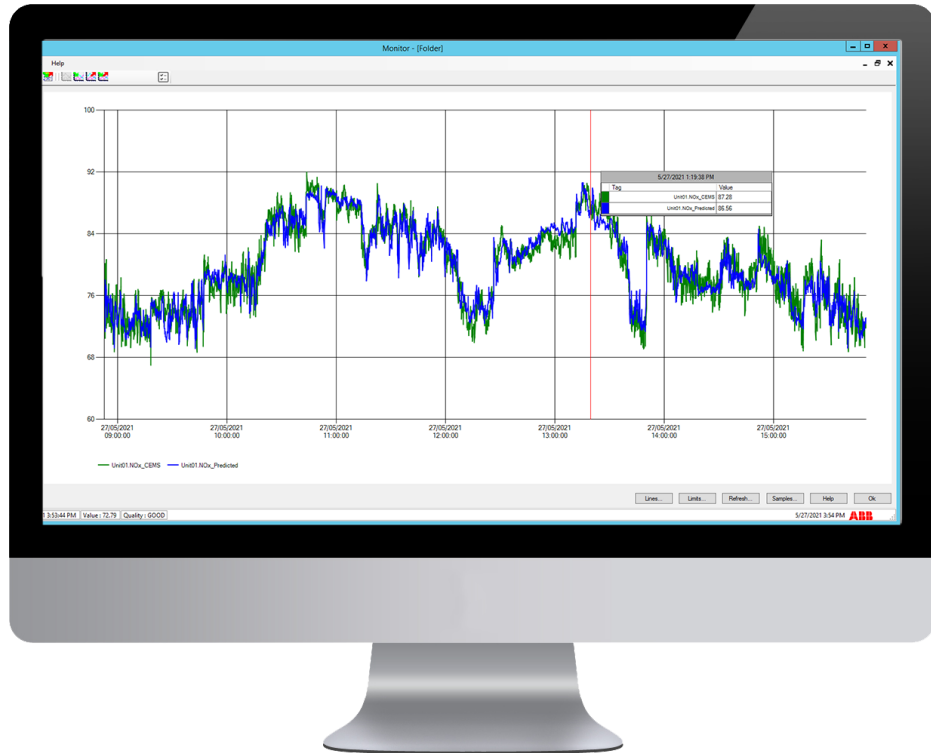 Monitor - [Folder]
Help
100
92
84
76
68
60
5/27/2021 1:19:38 PM
Tag Value
Unit01.NOx_CEMS 87.28
Unit01.NOx_Predicted 86.56
27/05/2021 27/05/2021 27/05/2021 27/05/2021 27/05/2021 27/05/2021 27/05/2021
09:00:00 10:00:00 11:00:00 12:00:00 13:00:00 14:00:00 15:00:00
Unit01.NOx_CEMS Unit01.NOx_Predicted
Lines... Limits... Refresh... Samples... Help Ok
1 3:53:44 PM Value : 72.79 Quality : GOOD 5/27/2021 3:54 PM ABB